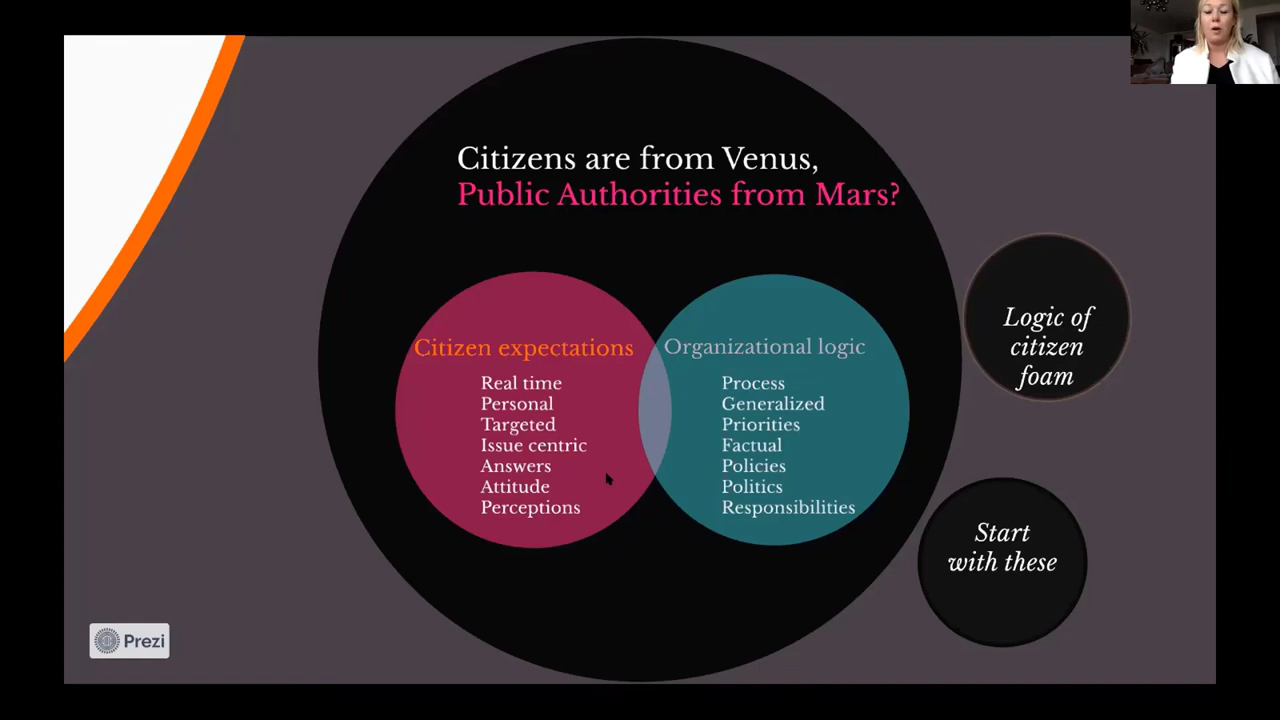 Citizens are from Venus,
Public Authorities from Mars?
Citizen expectations
Real time
Personal
Targeted
Issue centric
Answers
Attitude
Perceptions
Organizational logic
Process
Generalized
Priorities
Factual
Policies
Politics
Responsibilities
Logic of
citizen
foam
Start
with these
Prezi